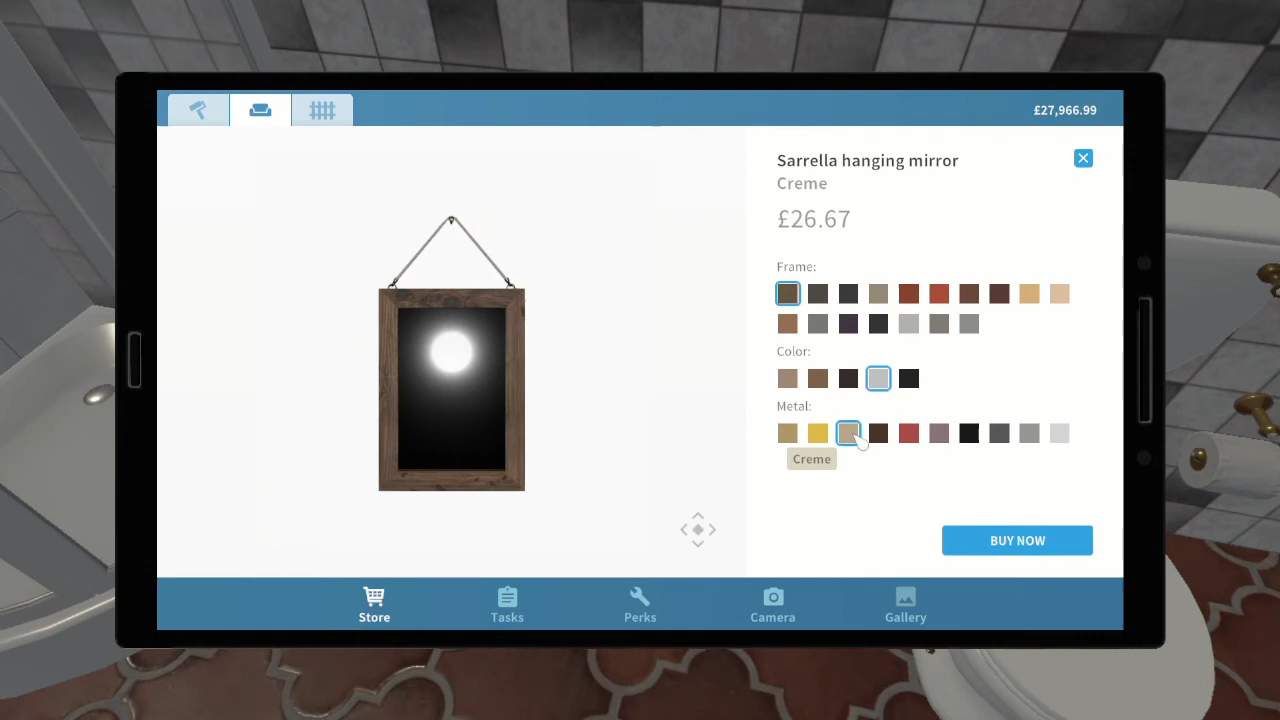 £27,966.99
Sarrella hanging mirror
Creme
£26.67
Frame:
Color:
Metal:
Creme
BUY NOW
Store
Tasks
Perks
Camera
Gallery